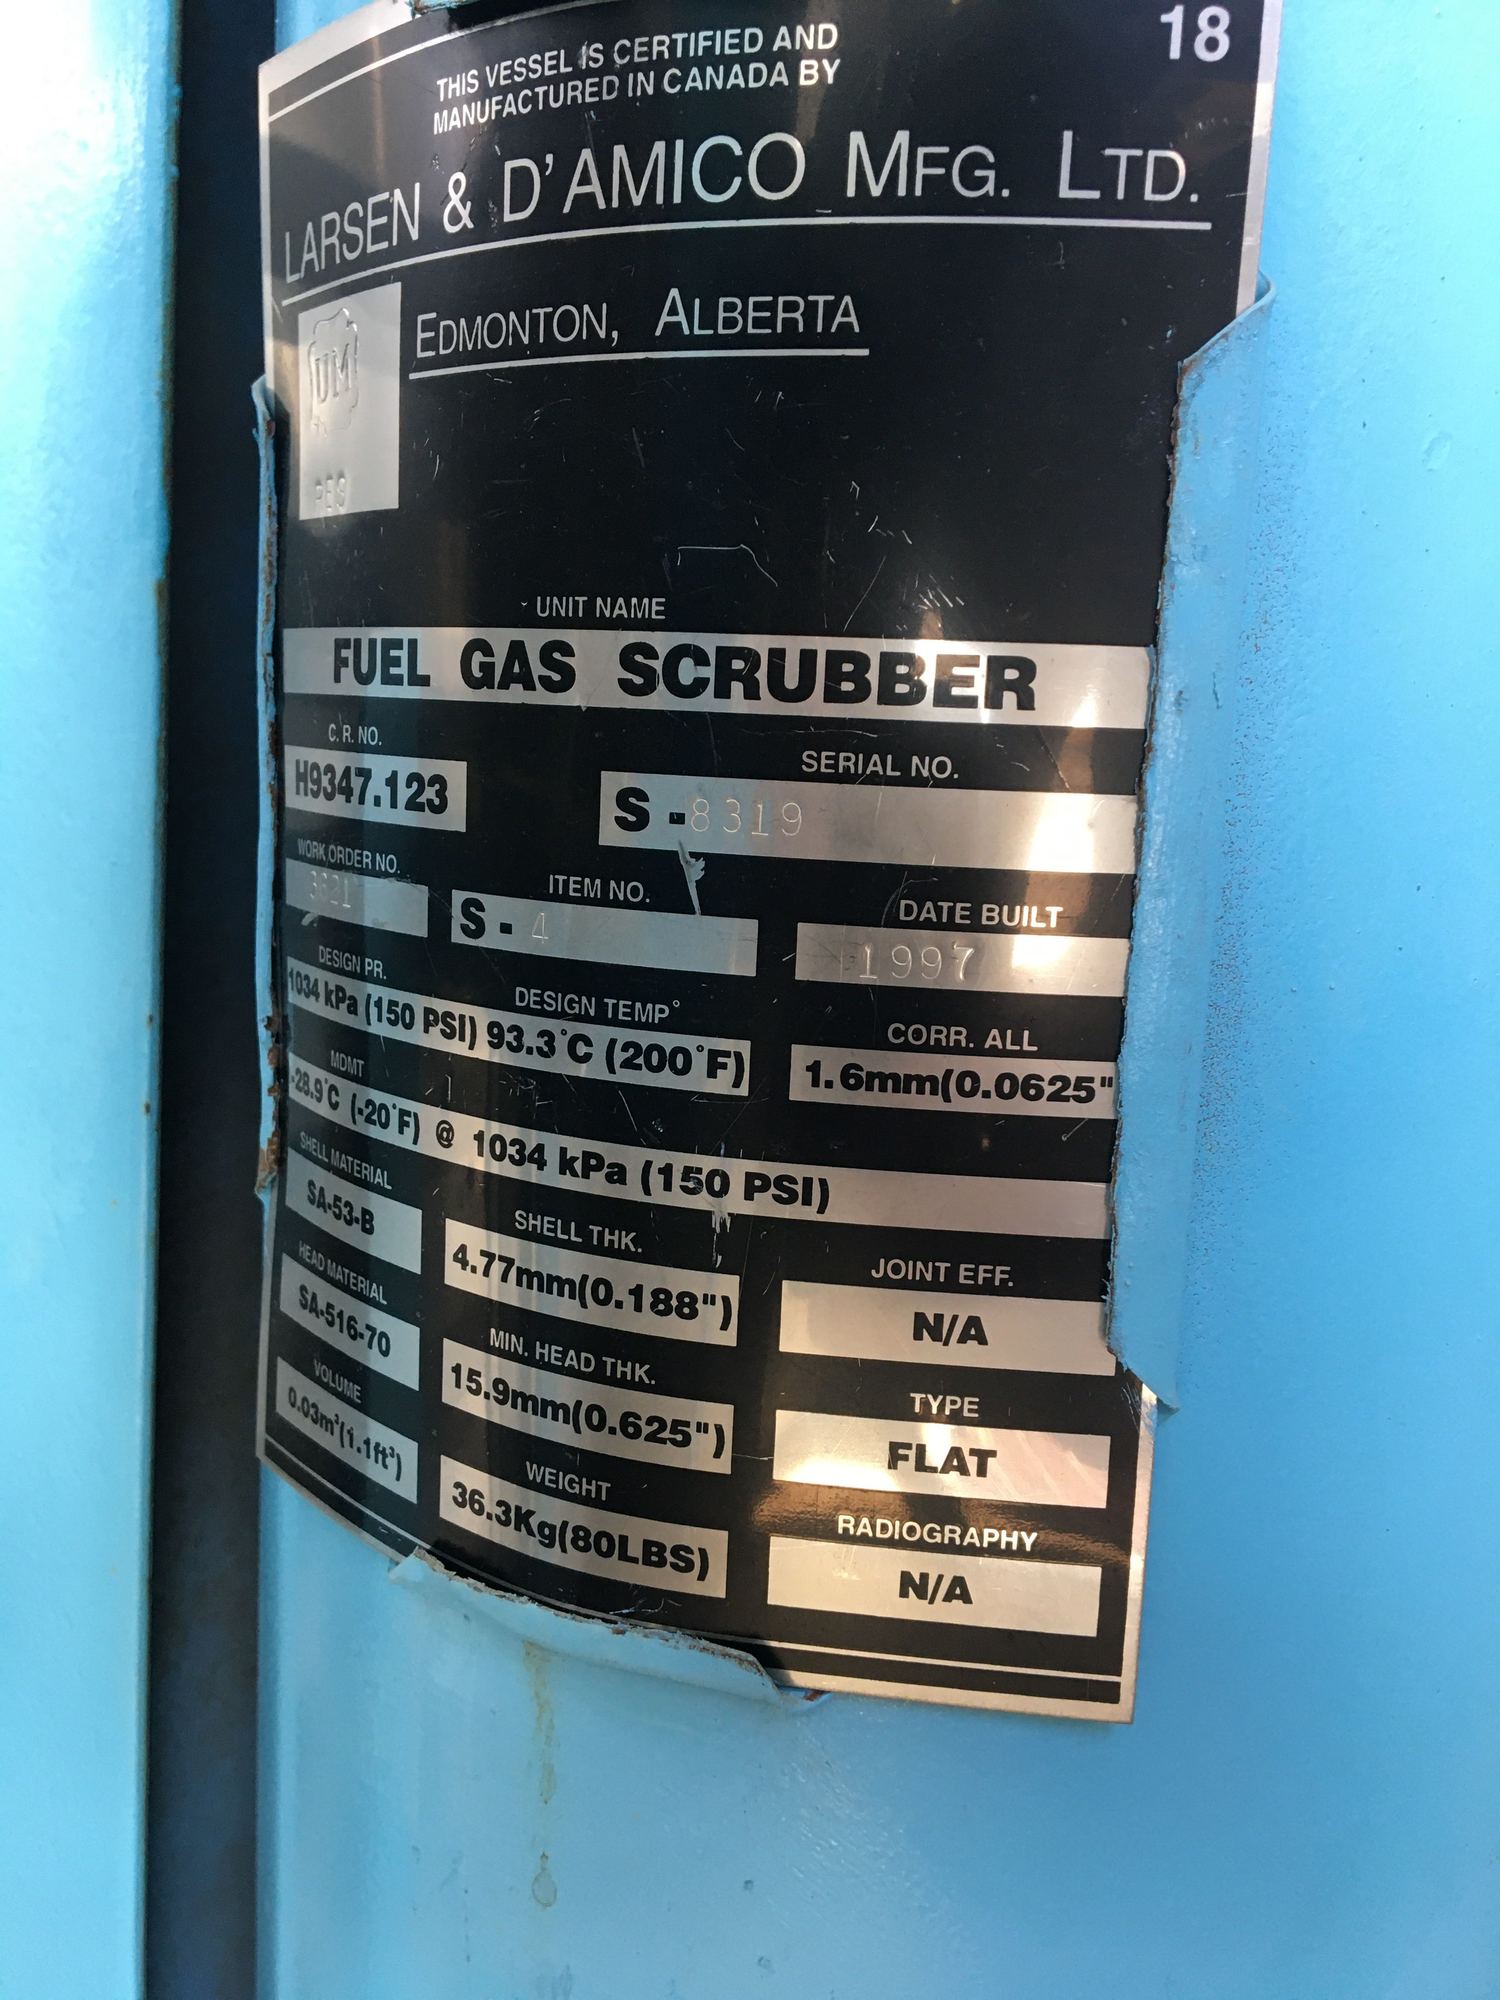 18
THIS VESSEL IS CERTIFIED AND
MANUFACTURED IN CANADA BY
LARSEN & D'AMICO MFG. LTD.
EDMONTON, ALBERTA
UM
RES
UNIT NAME
FUEL GAS SCRUBBER
C. R. NO.
SERIAL NO.
H9347.123
S - 8319
WORK ORDER NO.
ITEM NO.
DATE BUILT
S - 4
1997
DESIGN PR.
DESIGN TEMP°
CORR. ALL
1034 kPa (150 PSI) 93.3°C (200°F)
1.6mm(0.0625"
MDMT
-28.9°C (-20°F) @ 1034 kPa (150 PSI)
SHELL MATERIAL
SHELL THK.
JOINT EFF.
SA-53-B
4.77mm(0.188")
N/A
HEAD MATERIAL
MIN. HEAD THK.
TYPE
SA-516-70
15.9mm(0.625")
FLAT
VOLUME
WEIGHT
RADIOGRAPHY
0.03m³(1.1ft³)
36.3Kg(80LBS)
N/A